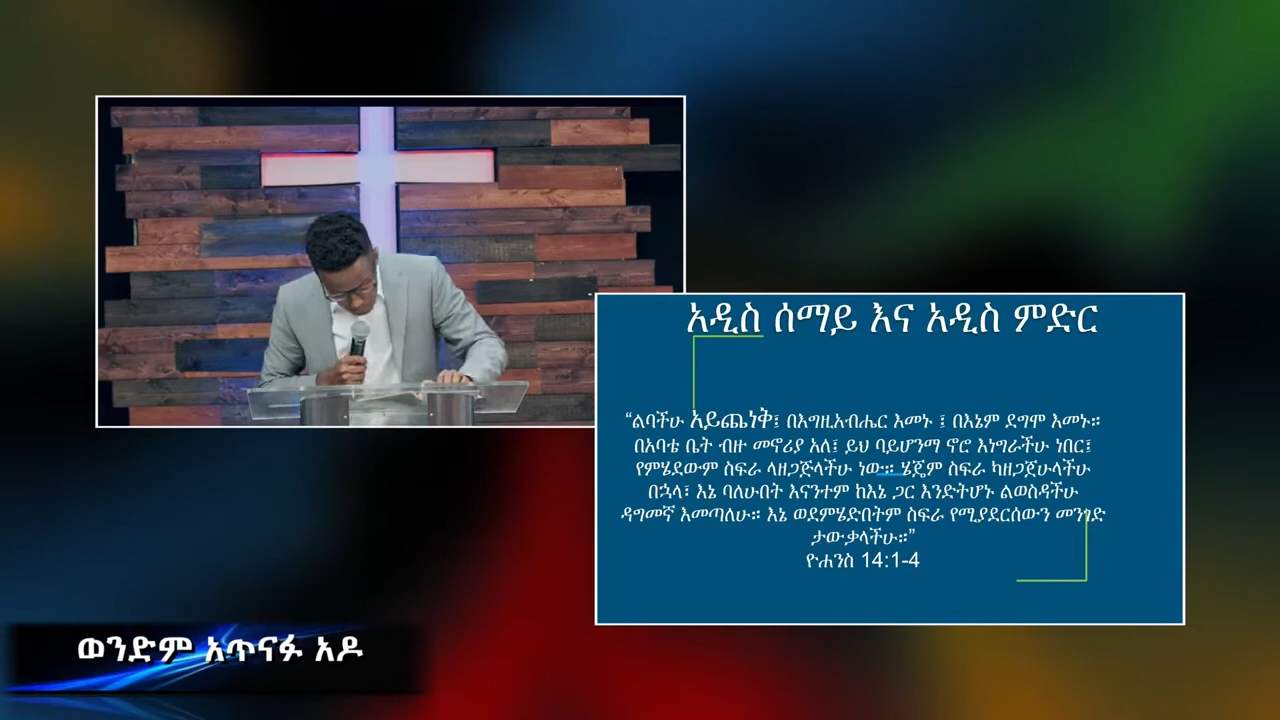 አዲስ ሰማይ እና አዲስ ምድር
“ልባችሁ አይጨነቅ፤ በእግዚአብሔር እመኑ ፤ በእኔም ደግሞ እመኑ።
በአባቴ ቤት ብዙ መኖሪያ አለ፤ ይህ ባይሆንማ ኖሮ እነግራችሁ ነበር፤
የምሄደውም ስፍራ ላዘጋጅላችሁ ነው። ሄጄም ስፍራ ካዘጋጀሁላችሁ
በኋላ፣ እኔ ባለሁበት እናንተም ከእኔ ጋር እንድትሆኑ ልወስዳችሁ
ዳግመኛ እመጣለሁ። እኔ ወደምሄድበትም ስፍራ የሚያደርሰውን መንገድ
ታውቃላችሁ።”
ዮሐንስ 14:1-4
ወንድም አጥናፉ አዶ